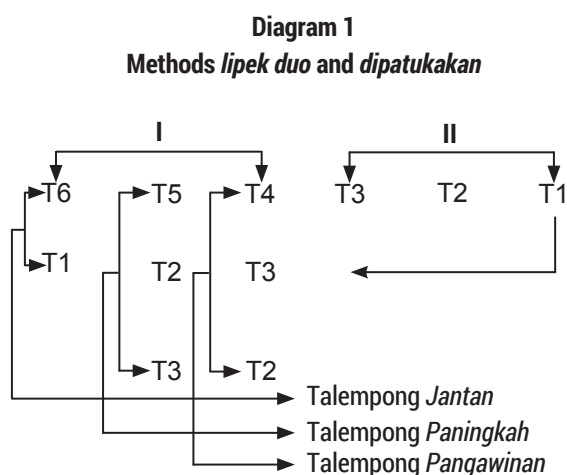 Diagram 1
Methods lipek duo and dipatukakan
I II
T6 T5 T4 T3 T2 T1
T1 T2 T3
T3 T2
Talempong Jantan
Talempong Paningkah
Talempong Pangawinan